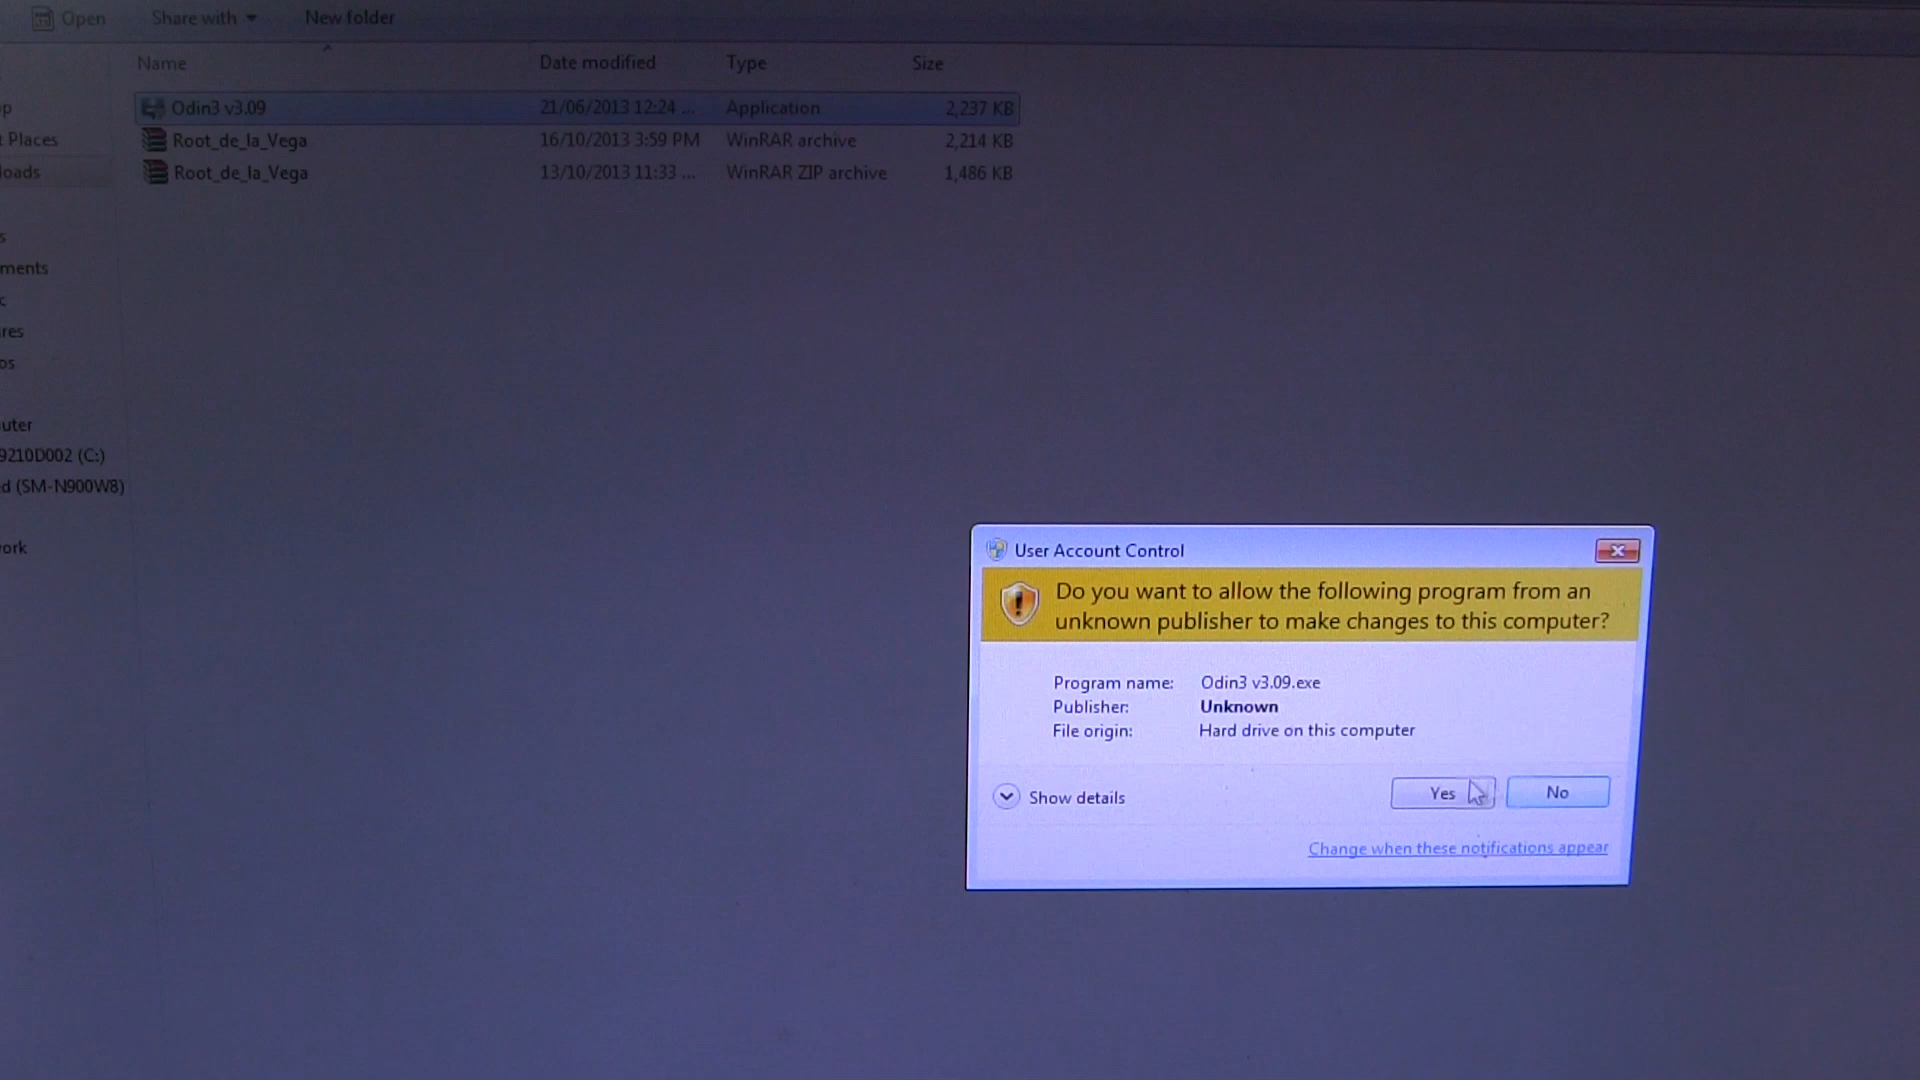 Open Share with New folder
Name Date modified Type Size
Odin3 v3.09 21/06/2013 12:24 ... Application 2,237 KB
Root_de_la_Vega 16/10/2013 3:59 PM WinRAR archive 2,214 KB
Root_de_la_Vega 13/10/2013 11:33 ... WinRAR ZIP archive 1,486 KB
p
t Places
loads
s
ments
c
res
os
uter
9210D002 (C:)
d (SM-N900W8)
ork
User Account Control
Do you want to allow the following program from an
unknown publisher to make changes to this computer?
Program name: Odin3 v3.09.exe
Publisher: Unknown
File origin: Hard drive on this computer
Show details Yes No
Change when these notifications appear